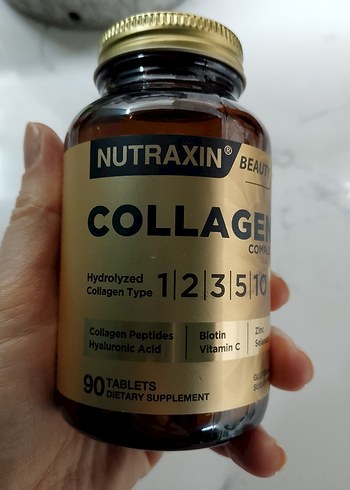 NUTRAXIN® BEAUTY
COLLAGEN
Hydrolyzed
Collagen Type 1|2|3|5|10
Collagen Peptides
Hyaluronic Acid
Biotin
Vitamin C
Zinc
90 TABLETS
DIETARY SUPPLEMENT